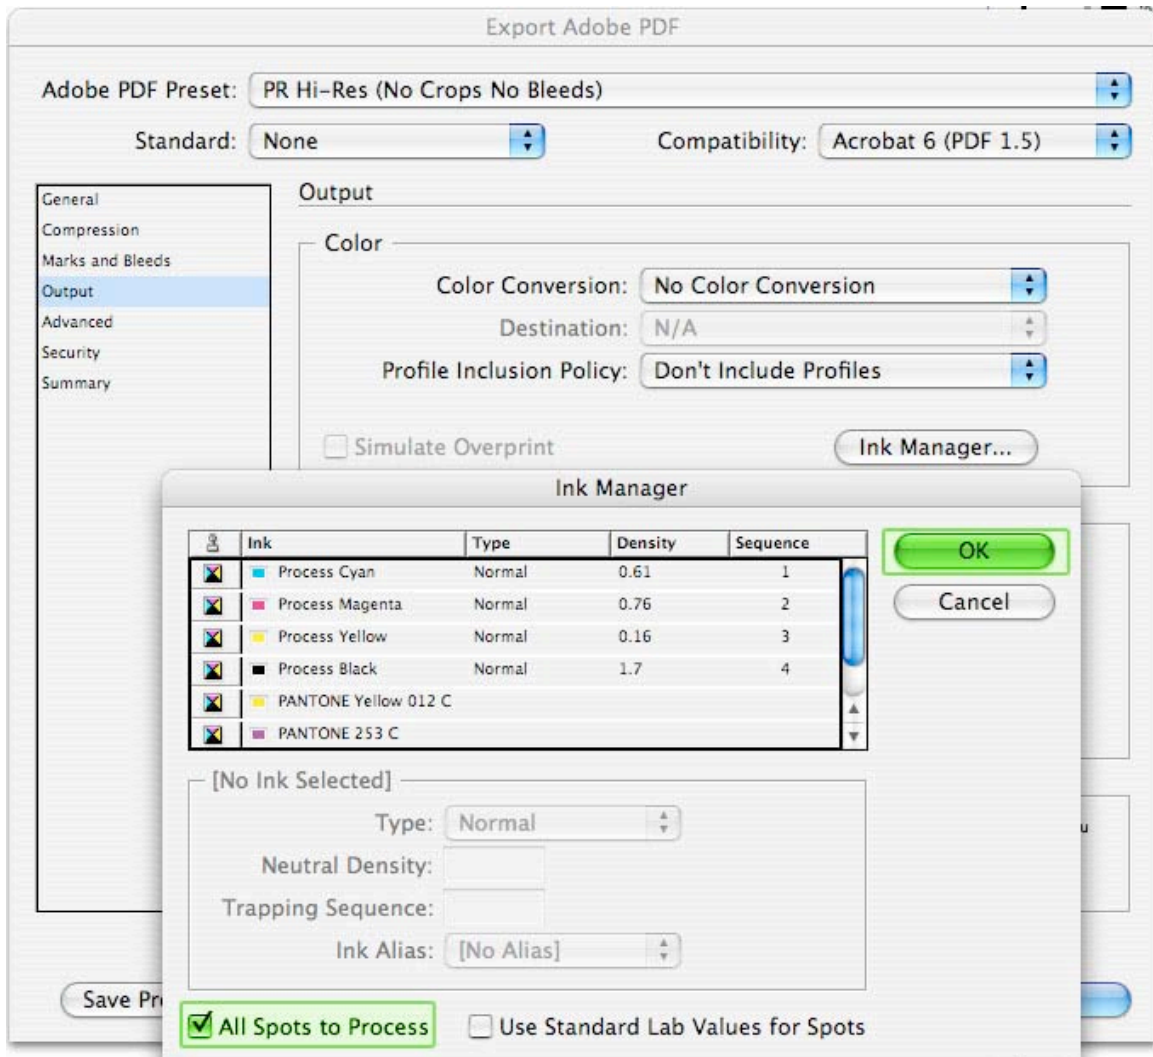 Export Adobe PDF
Adobe PDF Preset: PR Hi-Res (No Crops No Bleeds)
Standard: None Compatibility: Acrobat 6 (PDF 1.5)
General
Compression
Marks and Bleeds
Output
Advanced
Security
Summary
Output
Color
Color Conversion: No Color Conversion
Destination: N/A
Profile Inclusion Policy: Don't Include Profiles
Simulate Overprint Ink Manager...
Ink Manager
Ink Type Density Sequence
Process Cyan Normal 0.61 1
Process Magenta Normal 0.76 2
Process Yellow Normal 0.16 3
Process Black Normal 1.7 4
PANTONE Yellow 012 C
PANTONE 253 C
OK
Cancel
[No Ink Selected]
Type: Normal
Neutral Density:
Trapping Sequence:
Ink Alias: [No Alias]
All Spots to Process Use Standard Lab Values for Spots
Save